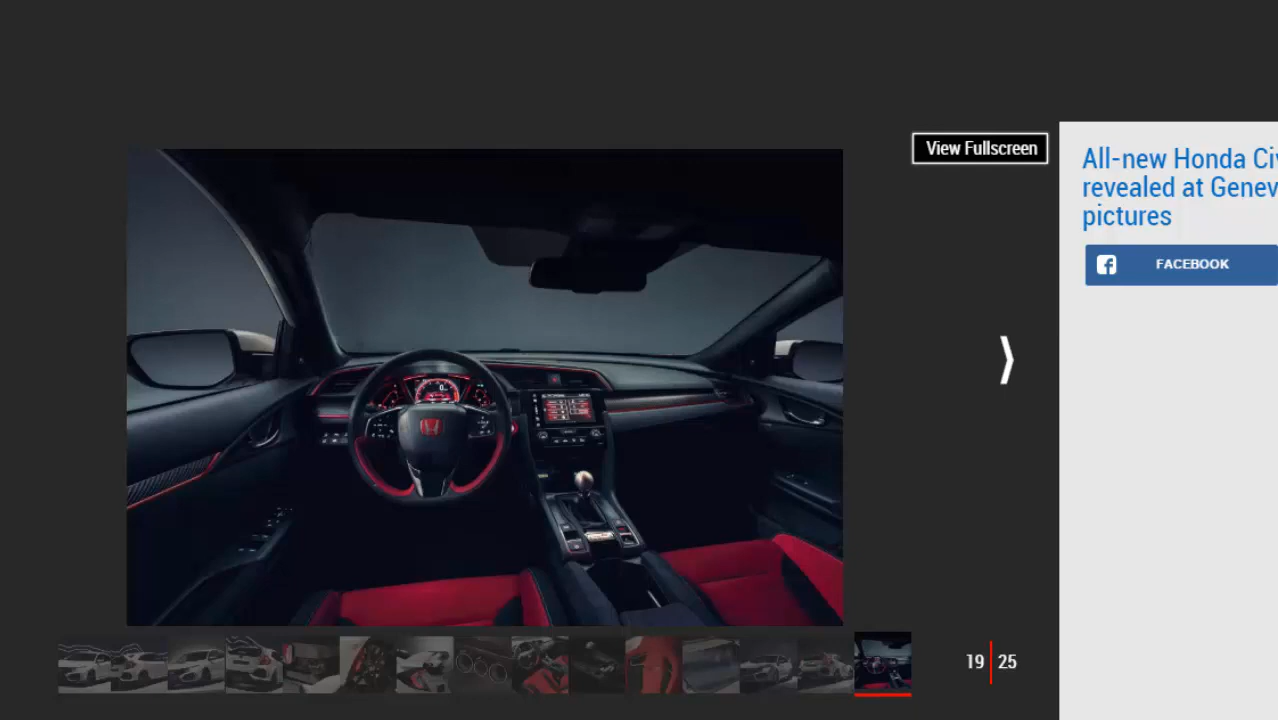 View Fullscreen
All-new Honda Civ
revealed at Genev
pictures
FACEBOOK
19 25